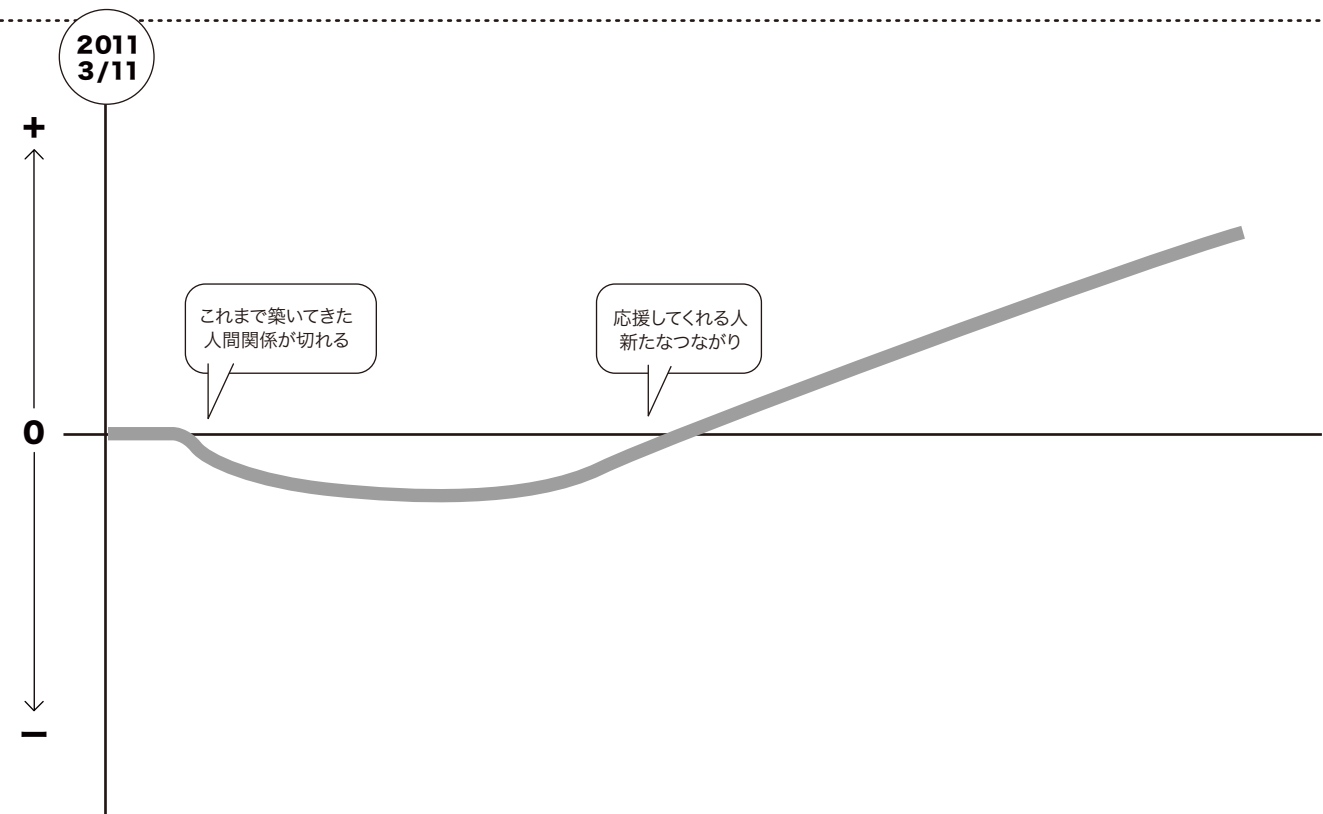 2011
3/11
+
これまで築いてきた
人間関係が切れる
応援してくれる人
新たなつながり
0
−